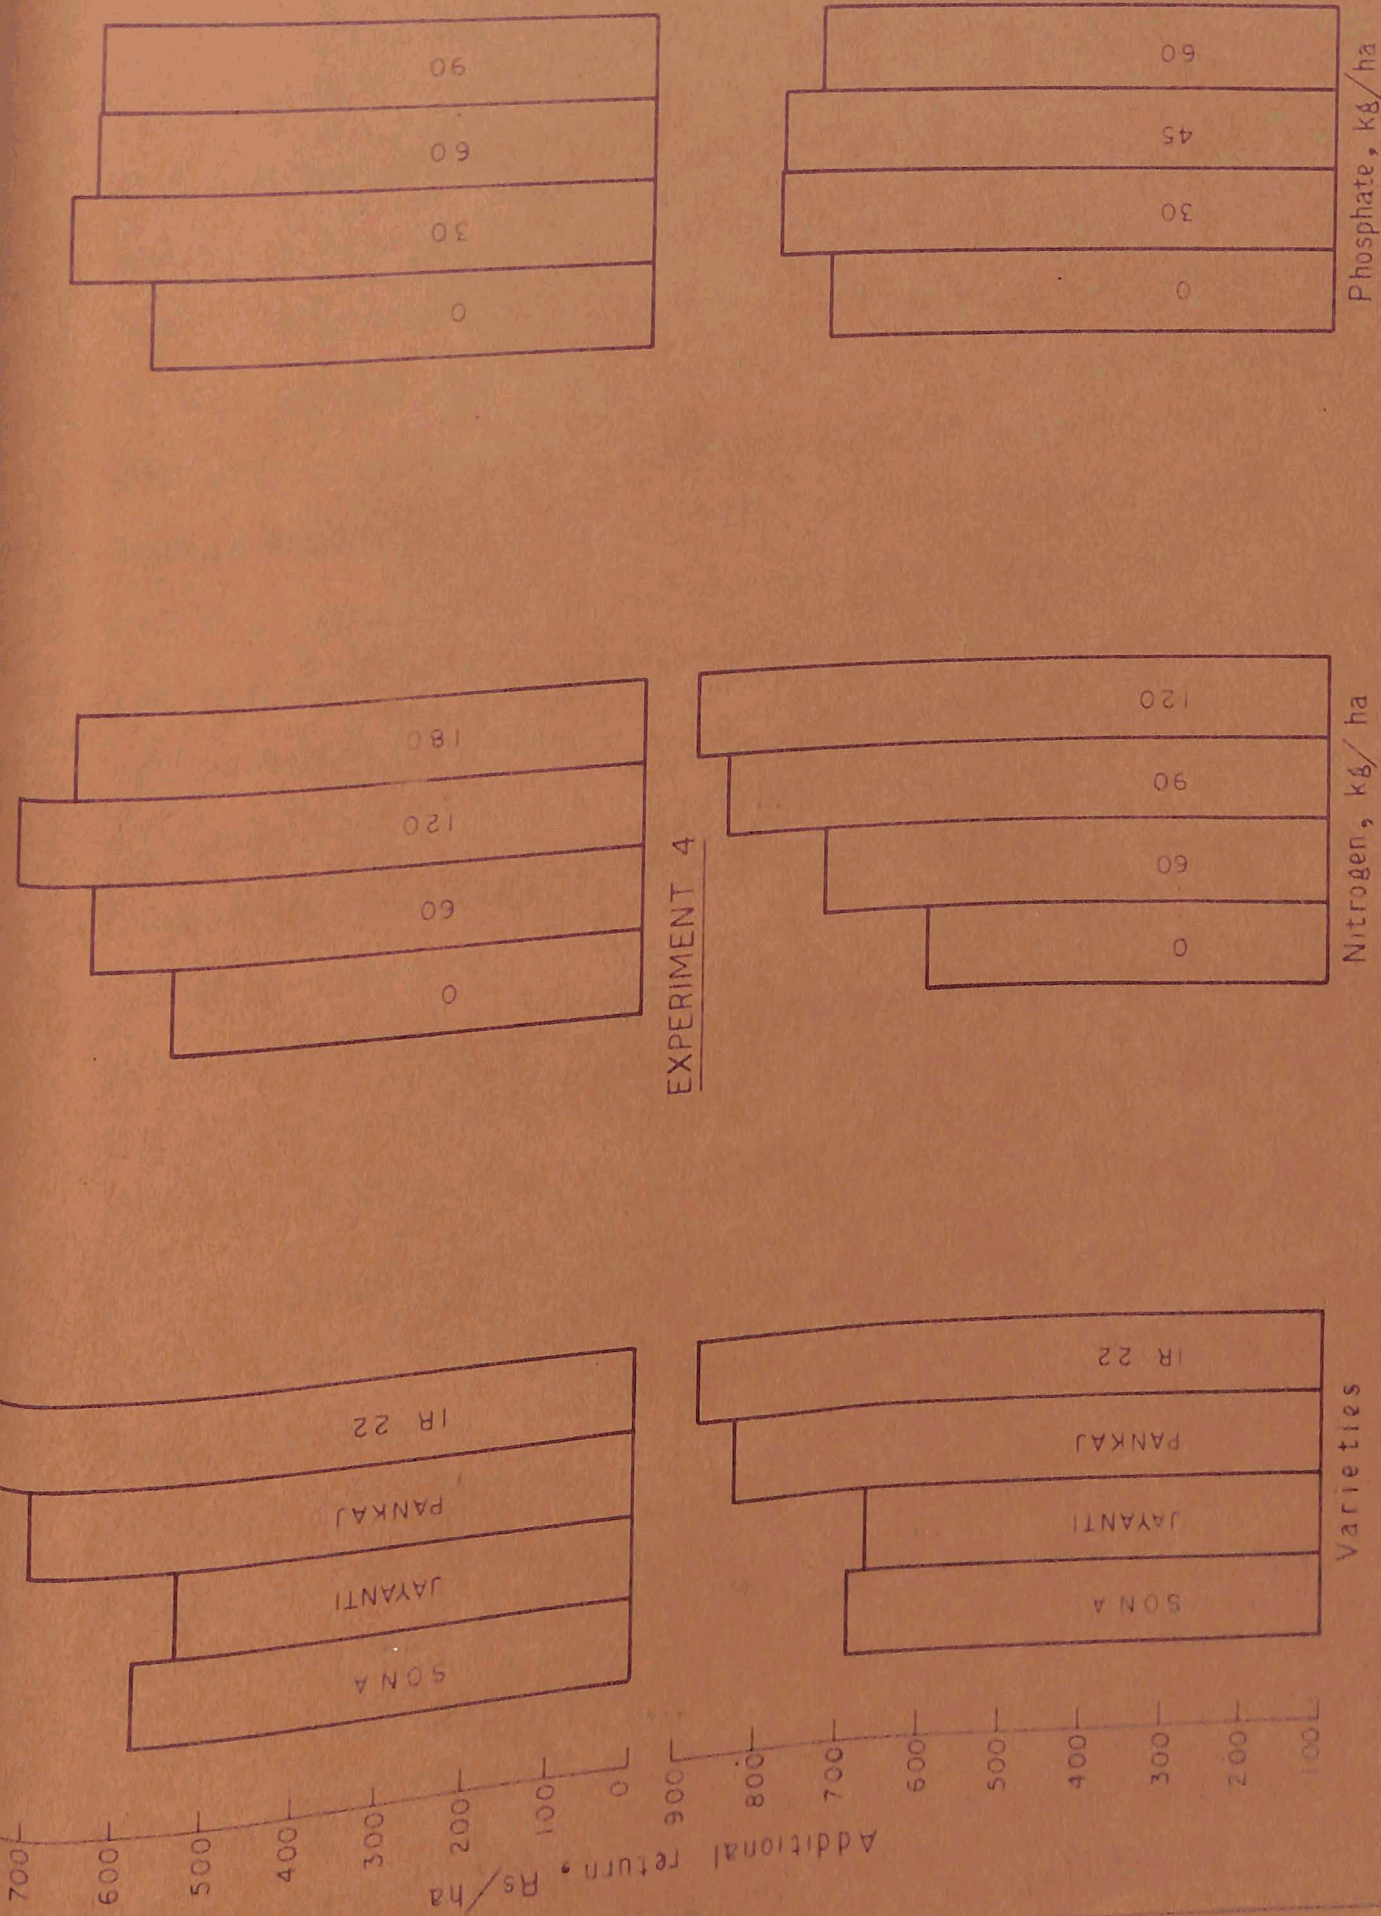 700
600
500
400
300
200
100
0
SONA
JAYANTI
PANKAJ
IR 22
0
60
120
180
0
30
60
90
Additional return, Rs/ha
EXPERIMENT 4
900
800
700
600
500
400
300
200
100
SONA
JAYANTI
PANKAJ
IR 22
0
60
90
120
0
30
45
60
Varieties
Nitrogen, kg/ha
Phosphate, kg/ha